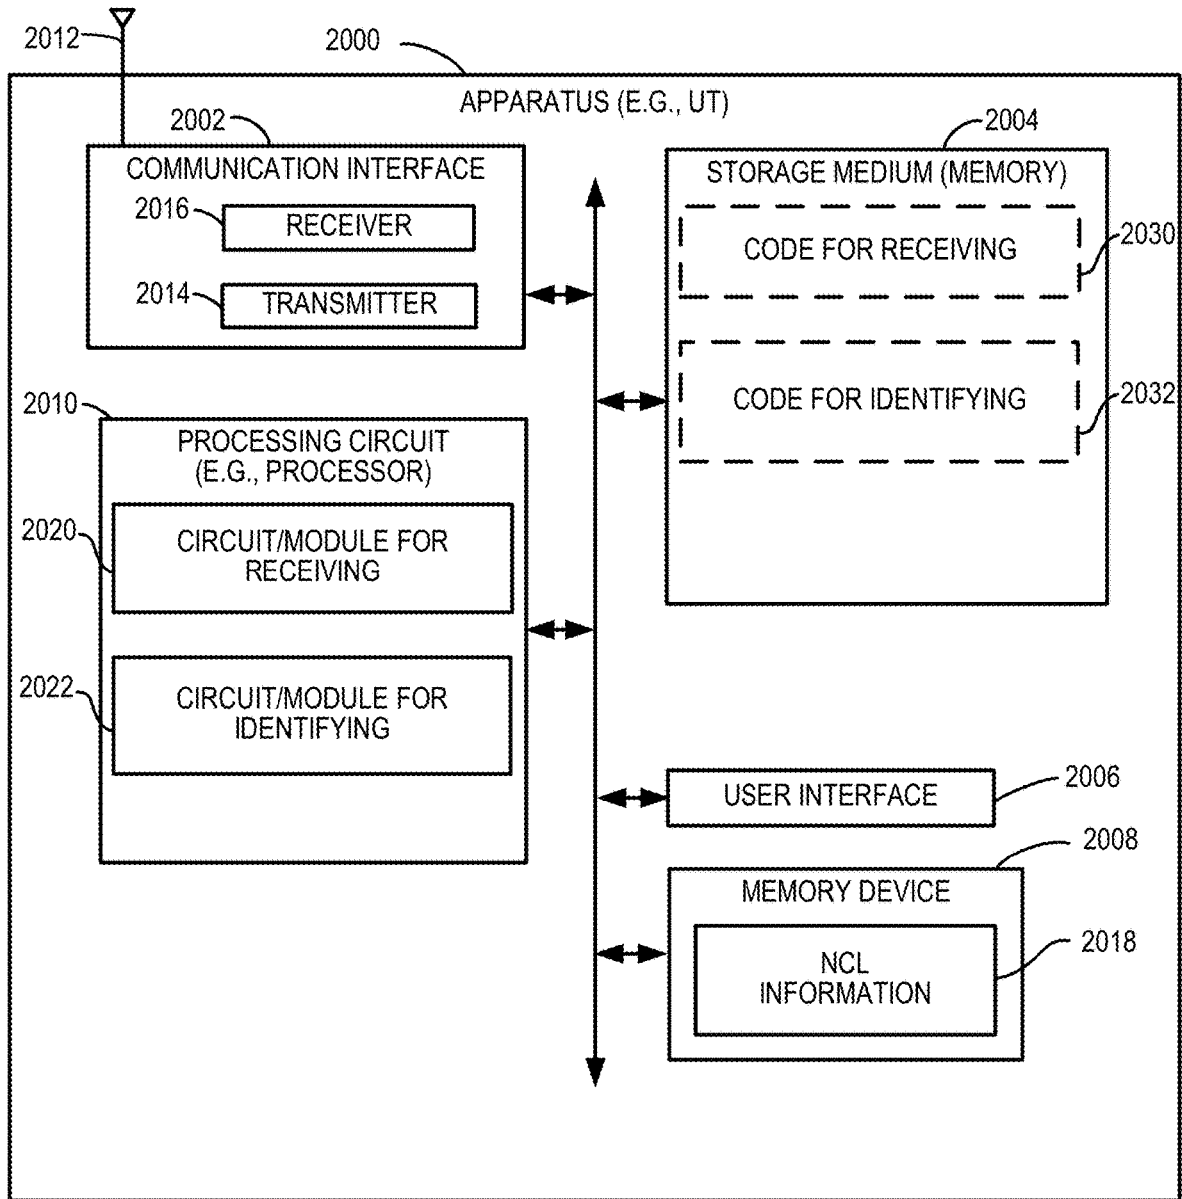 2012
2000
APPARATUS (E.G., UT)
2002
COMMUNICATION INTERFACE
2016
RECEIVER
2014
TRANSMITTER
2004
STORAGE MEDIUM (MEMORY)
CODE FOR RECEIVING
2030
CODE FOR IDENTIFYING
2032
2010
PROCESSING CIRCUIT
(E.G., PROCESSOR)
2020
CIRCUIT/MODULE FOR
RECEIVING
2022
CIRCUIT/MODULE FOR
IDENTIFYING
USER INTERFACE
2006
2008
MEMORY DEVICE
NCL
INFORMATION
2018